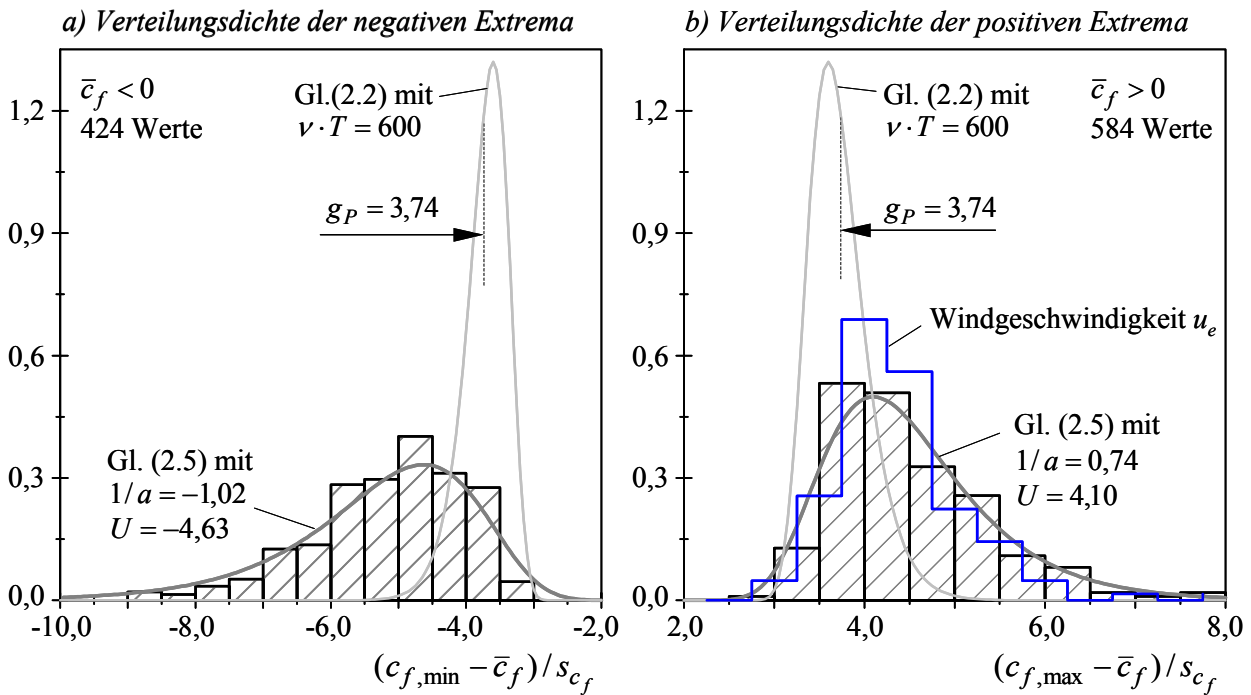 a) Verteilungsdichte der negativen Extrema
c̄_f < 0
424 Werte
Gl.(2.2) mit
ν · T = 600
g_P = 3,74
Gl. (2.5) mit
1/a = −1,02
U = −4,63
1,2
0,9
0,6
0,3
0,0
-10,0 -8,0 -6,0 -4,0 -2,0
(c_f,min − c̄_f) / s_c_f
b) Verteilungsdichte der positiven Extrema
Gl. (2.2) mit
ν · T = 600
c̄_f > 0
584 Werte
g_P = 3,74
Windgeschwindigkeit u_e
Gl. (2.5) mit
1/a = 0,74
U = 4,10
1,2
0,9
0,6
0,3
0,0
2,0 4,0 6,0 8,0
(c_f,max − c̄_f) / s_c_f